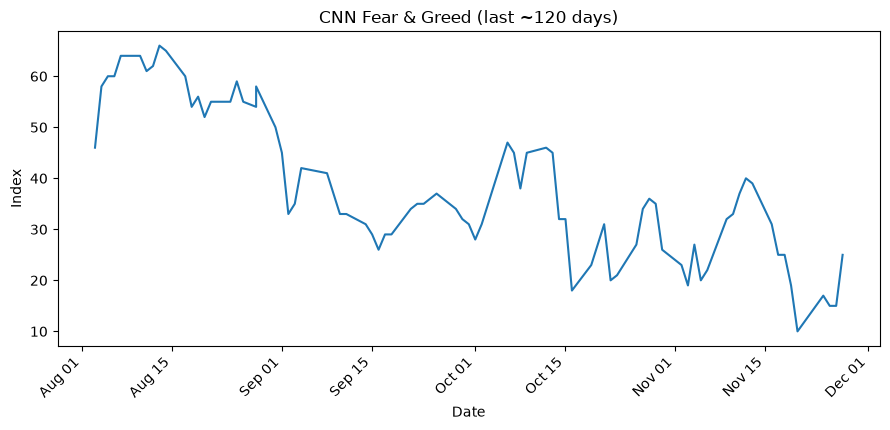 CNN Fear & Greed (last ~120 days)
Index
60
50
40
30
20
10
Aug 01
Aug 15
Sep 01
Sep 15
Oct 01
Oct 15
Nov 01
Nov 15
Dec 01
Date